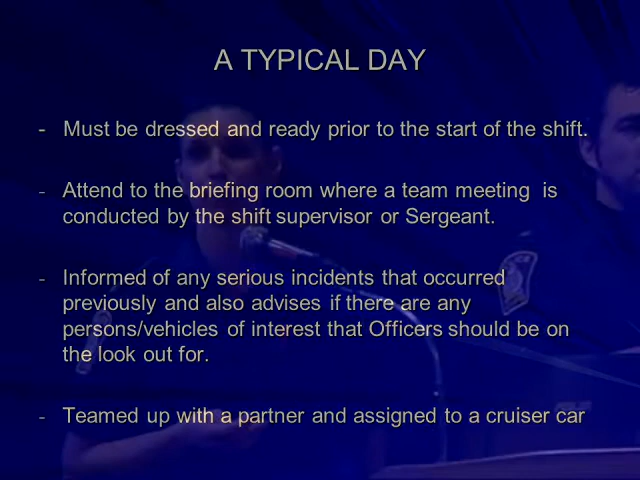 A TYPICAL DAY
- Must be dressed and ready prior to the start of the shift.
- Attend to the briefing room where a team meeting is
conducted by the shift supervisor or Sergeant.
- Informed of any serious incidents that occurred
previously and also advises if there are any
persons/vehicles of interest that Officers should be on
the look out for.
- Teamed up with a partner and assigned to a cruiser car